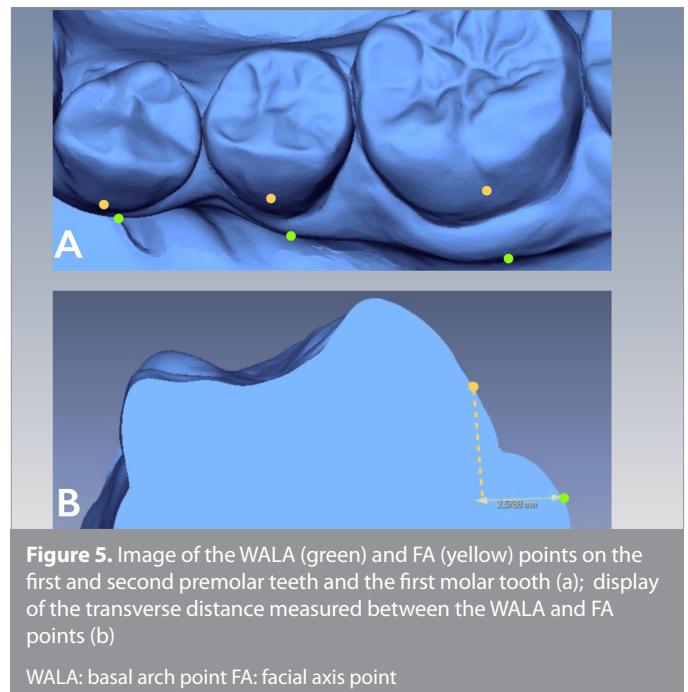 A
B
2.5788 mm
Figure 5. Image of the WALA (green) and FA (yellow) points on the
first and second premolar teeth and the first molar tooth (a); display
of the transverse distance measured between the WALA and FA
points (b)
WALA: basal arch point FA: facial axis point